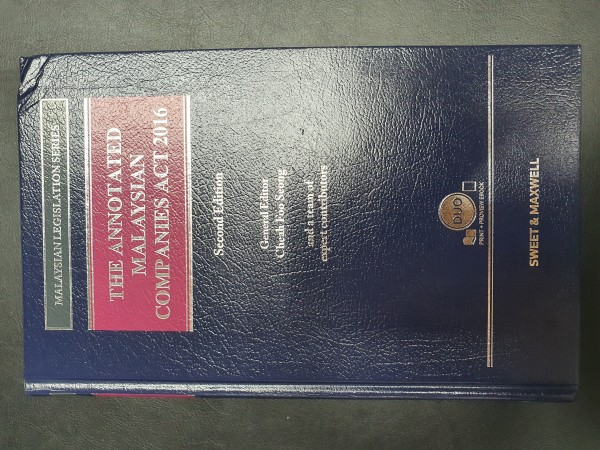 MALAYSIAN LEGISLATION SERIES
THE ANNOTATED
MALAYSIAN
COMPANIES ACT 2016
Second Edition
General Editor
Cheah Foo Seong
and a team of
expert contributors
DUO
PRINT + PROVIEW EBOOK
SWEET & MAXWELL